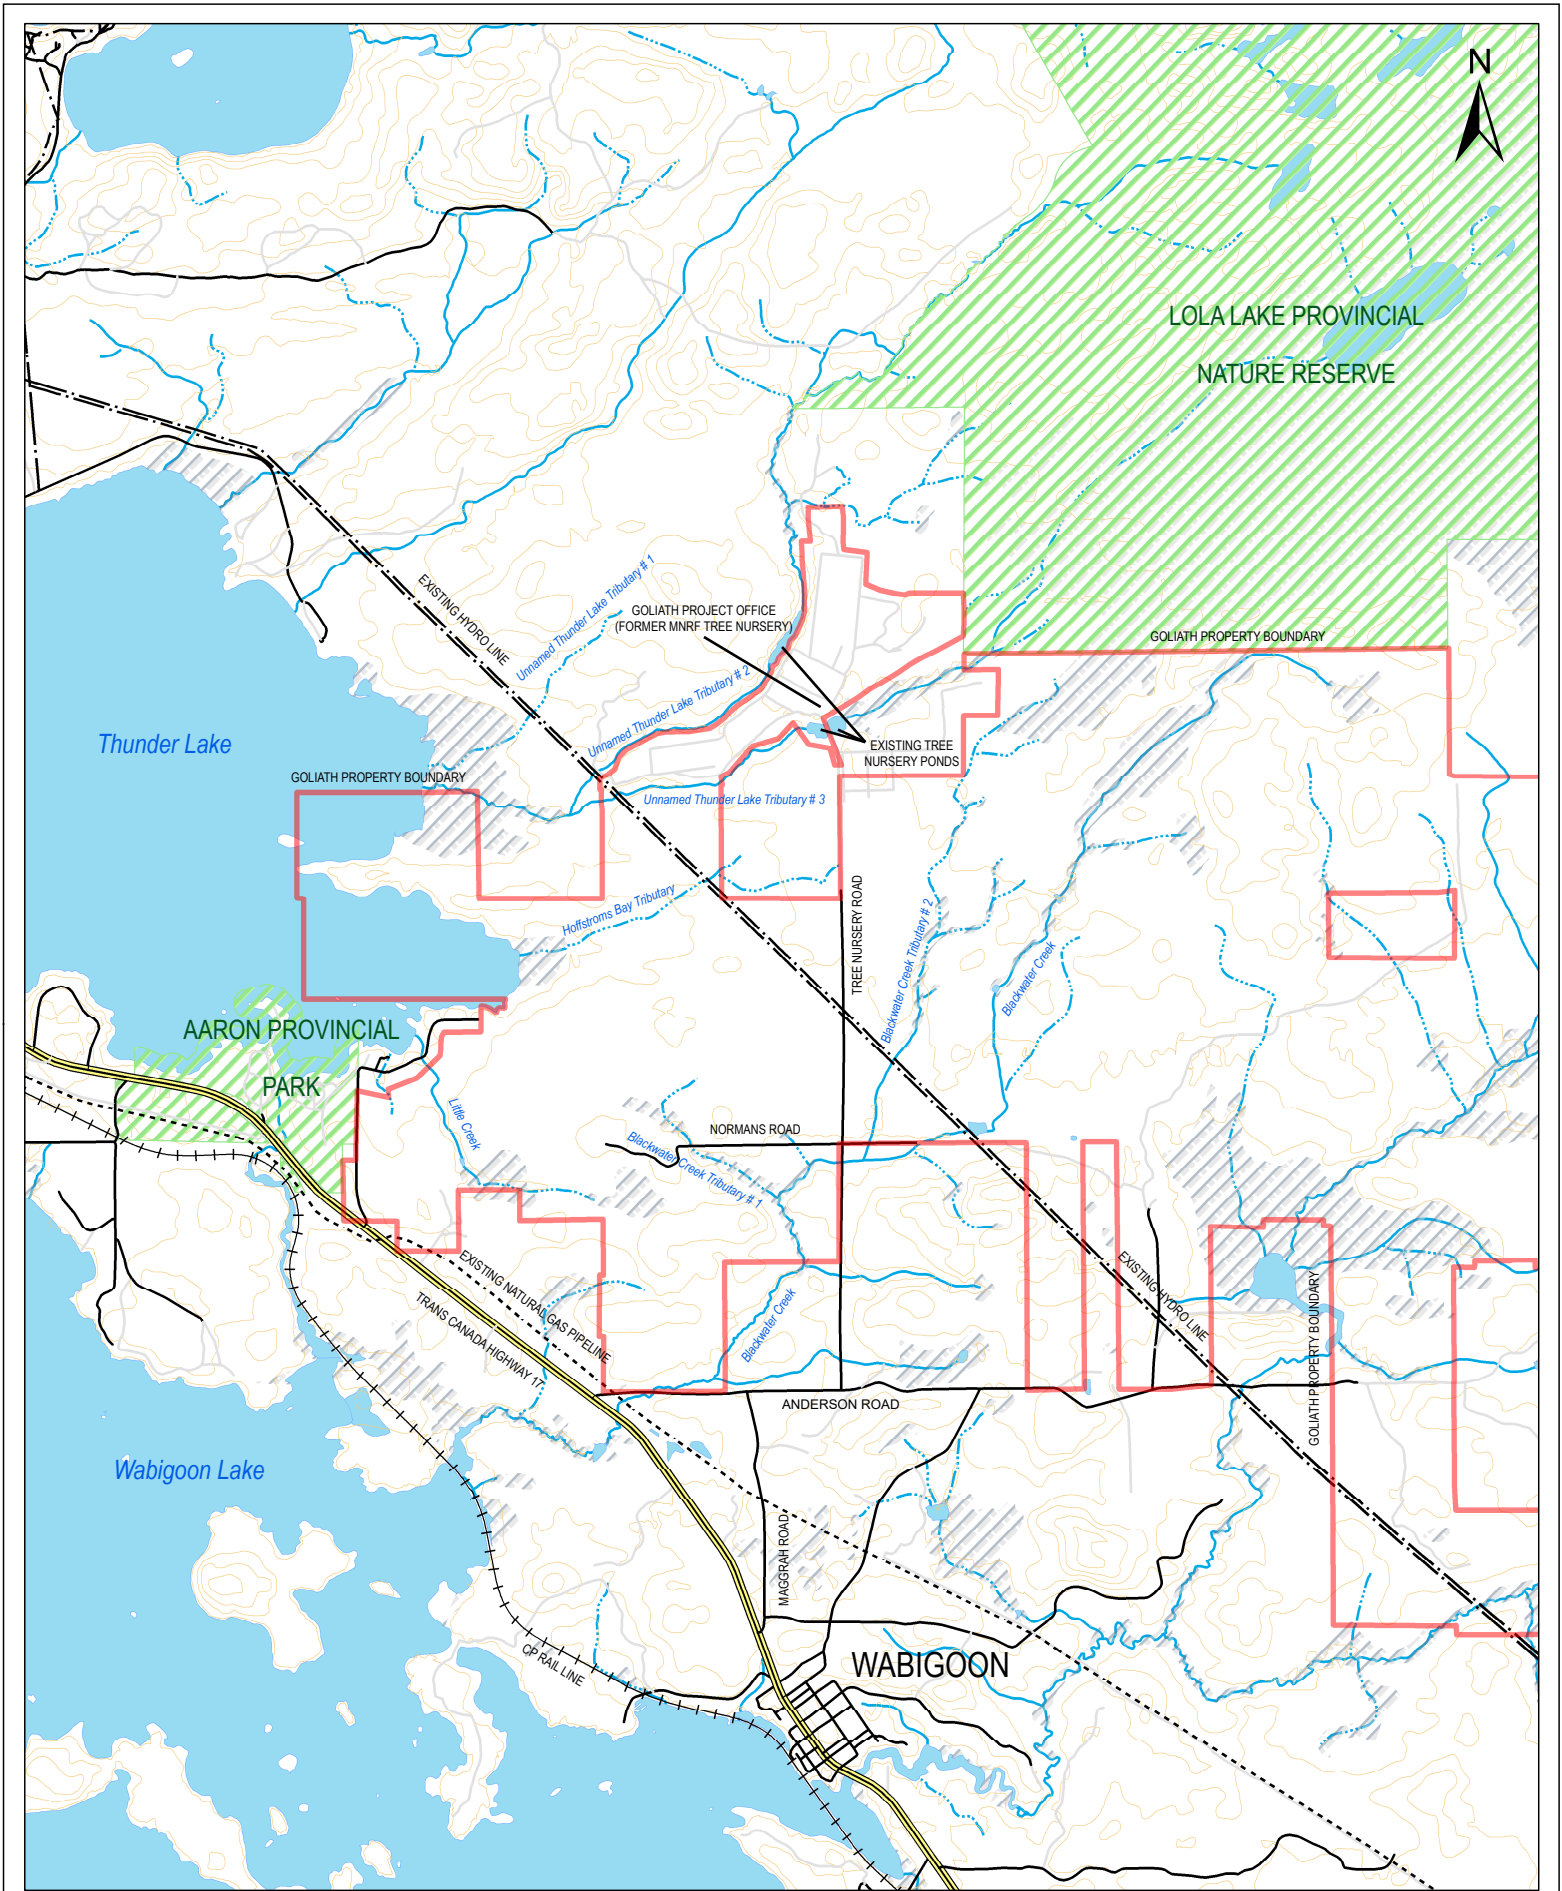 N
LOLA LAKE PROVINCIAL
NATURE RESERVE
EXISTING HYDRO LINE
Unnamed Thunder Lake Tributary # 1
GOLIATH PROJECT OFFICE
(FORMER MNRF TREE NURSERY)
GOLIATH PROPERTY BOUNDARY
Unnamed Thunder Lake Tributary # 2
Thunder Lake
EXISTING TREE
NURSERY PONDS
GOLIATH PROPERTY BOUNDARY
Unnamed Thunder Lake Tributary # 3
Hoffstroms Bay Tributary
TREE NURSERY ROAD
Blackwater Creek Tributary # 2
Blackwater Creek
AARON PROVINCIAL
PARK
Little Creek
NORMANS ROAD
Blackwater Creek Tributary # 1
EXISTING NATURAL GAS PIPELINE
TRANS CANADA HIGHWAY 17
Blackwater Creek
EXISTING HYDRO LINE
GOLIATH PROPERTY BOUNDARY
ANDERSON ROAD
Wabigoon Lake
MAGGRAH ROAD
CP RAIL LINE
WABIGOON